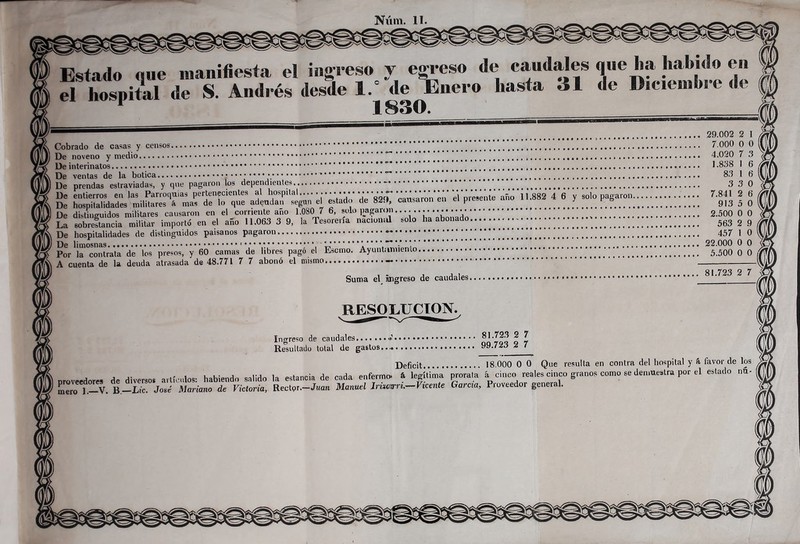 Núm. 11.
Estado que manifiesta el ingreso y egreso de caudales que ha habido en
el hospital de S. Andrés desde 1.° de Enero hasta 31 de Diciembre de
1830.
Cobrado de casas y censos 29.002 2 1
De noveno y medio 7.000 0 0
De interinatos 4.020 7 3
De ventas de la botica 1.838 1 6
De prendas estraviadas, y que pagaron los dependientes 83 1 6
De entierros en las Parroquias pertenecientes al hospital 3 3 0
De hospitalidades militares á mas de lo que adeudan segun el estado de 829, causaron en el presente año 11.882 4 6 y solo pagaron 7.841 2 6
De distinguidos militares causaron en el corriente año 1.080 7 6, solo pagaron 913 5 0
La sobrestancia militar importó en el año 11.063 3 9, la Tesorería nacional solo ha abonado 2.500 0 0
De hospitalidades de distinguidos paisanos pagaron 563 2 9
De limosnas 457 1 0
Por la contrata de los presos, y 60 camas de libres pagó el Escmo. Ayuntamiento 22.000 0 0
A cuenta de la deuda atrasada de 48.771 7 7 abonó el mismo 5.500 0 0
Suma el ingreso de caudales 81.723 2 7
RESOLUCION.
Ingreso de caudales 81.723 2 7
Resultado total de gastos 99.723 2 7
Deficit 18.000 0 0 Que resulta en contra del hospital y á favor de los
proveedores de diversos artículos: habiendo salido la estancia de cada enfermo á legítima prorata á cinco reales cinco granos como se demuestra por el estado nú-
mero 1.—V. B.—Lic. José Mariano de Victoria, Rector.—Juan Manuel Irisarri.—Vicente Garcia, Proveedor general.